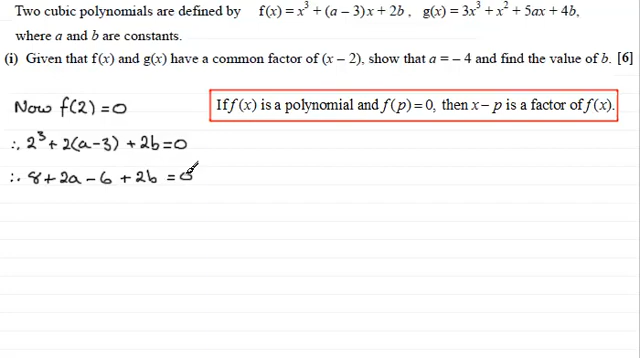 Two cubic polynomials are defined by f(x) = x³ + (a − 3)x + 2b , g(x) = 3x³ + x² + 5ax + 4b,
where a and b are constants.
(i) Given that f(x) and g(x) have a common factor of (x − 2), show that a = − 4 and find the value of b. [6]
Now f(2) = 0
If f(x) is a polynomial and f(p) = 0, then x − p is a factor of f(x).
∴ 2³ + 2(a − 3) + 2b = 0
∴ 8 + 2a − 6 + 2b = 0